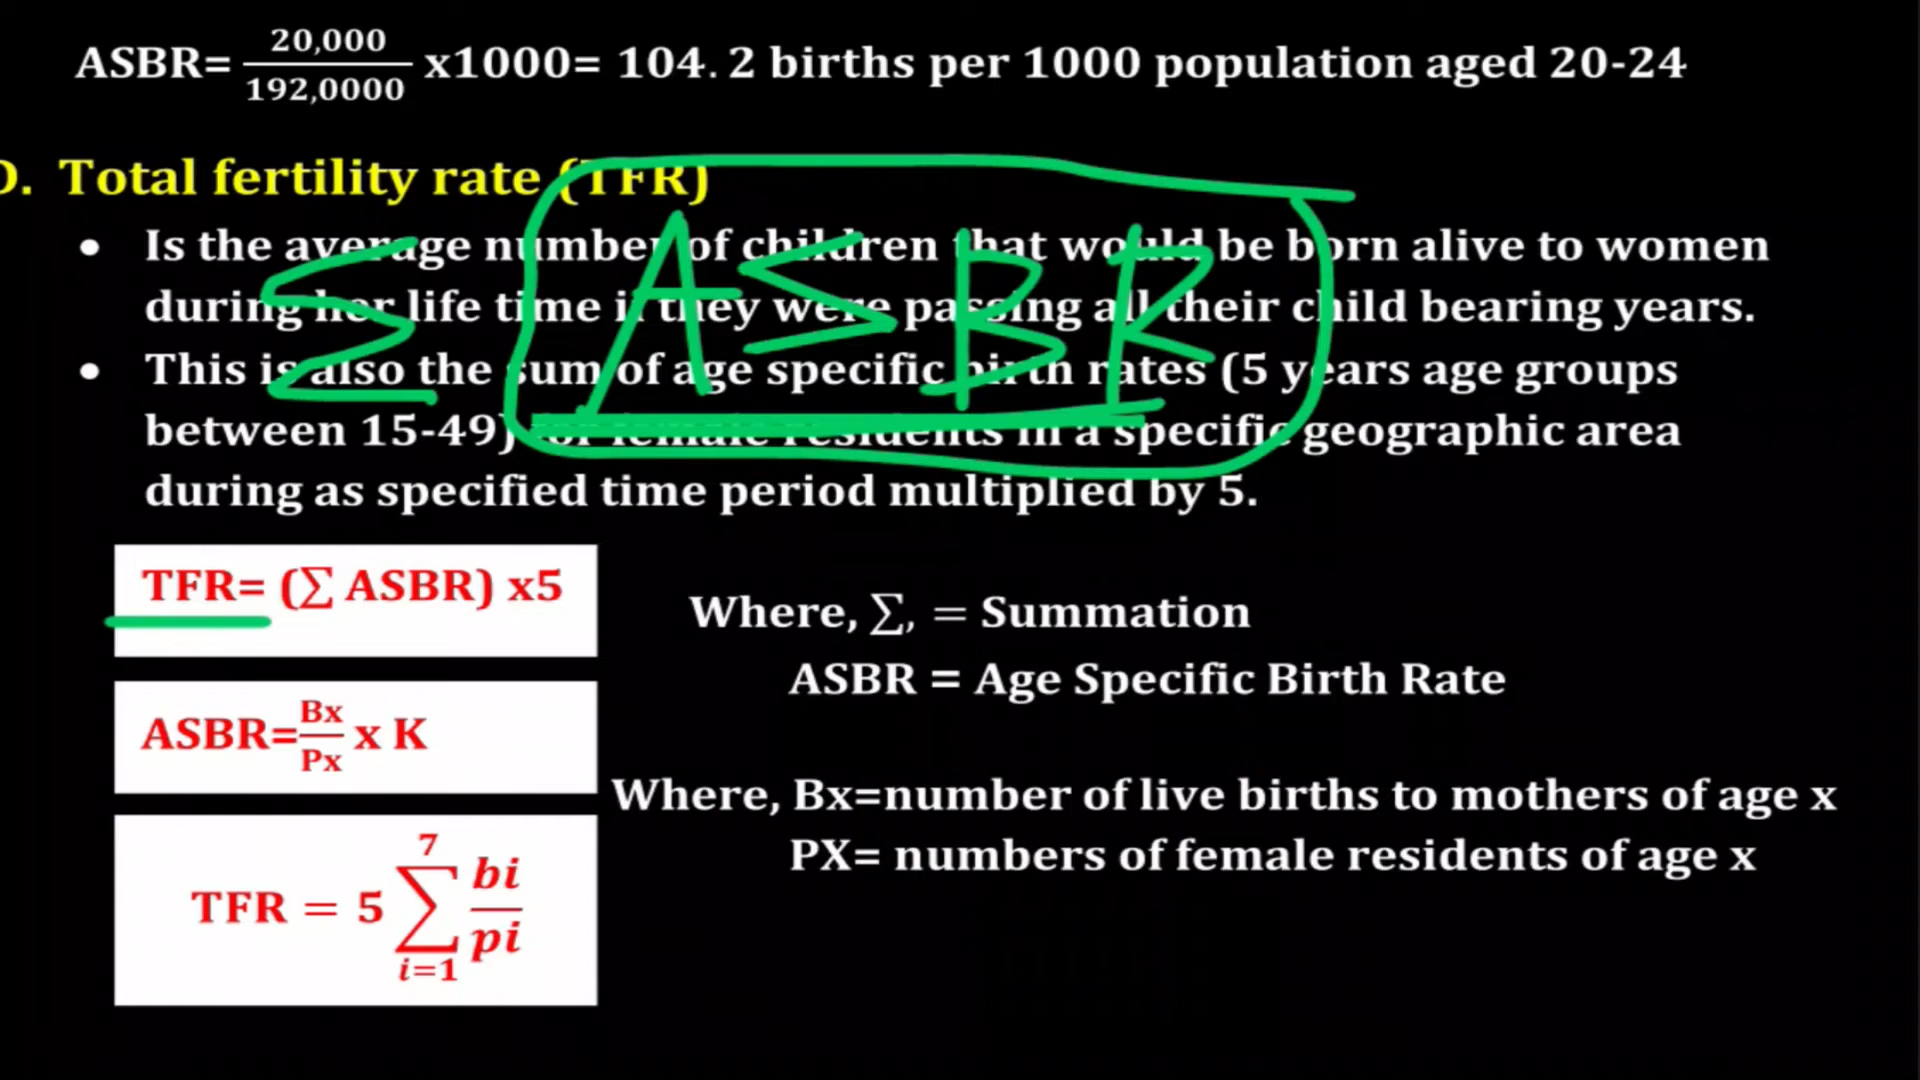 ASBR= 20,000/192,0000 x1000= 104.2 births per 1000 population aged 20-24
D. Total fertility rate (TFR)
• Is the average number of children that would be born alive to women
during her life time if they were passing all their child bearing years.
• This is also the sum of age specific birth rates (5 years age groups
between 15-49) for female residents in a specific geographic area
during as specified time period multiplied by 5.
∑ ASBR
TFR= (∑ ASBR) x5
Where, ∑, = Summation
ASBR = Age Specific Birth Rate
ASBR= Bx/Px x K
Where, Bx=number of live births to mothers of age x
PX= numbers of female residents of age x
TFR = 5 ∑ 7 i=1 bi/pi